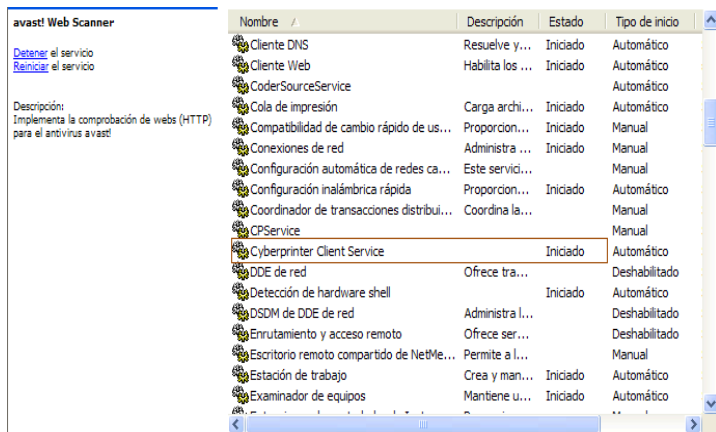 avast! Web Scanner
Detener el servicio
Reiniciar el servicio
Descripción:
Implementa la comprobación de webs (HTTP)
para el antivirus avast!
Nombre Descripción Estado Tipo de inicio
Cliente DNS Resuelve y... Iniciado Automático
Cliente Web Habilita los ... Iniciado Automático
CoderSourceService Automático
Cola de impresión Carga archi... Iniciado Automático
Compatibilidad de cambio rápido de us... Proporcion... Iniciado Manual
Conexiones de red Administra ... Iniciado Manual
Configuración automática de redes ca... Este servici... Manual
Configuración inalámbrica rápida Proporcion... Iniciado Automático
Coordinador de transacciones distribui... Coordina la... Manual
CPService Manual
Cyberprinter Client Service Iniciado Automático
DDE de red Ofrece tra... Deshabilitado
Detección de hardware shell Iniciado Automático
DSDM de DDE de red Administra l... Deshabilitado
Enrutamiento y acceso remoto Ofrece ser... Deshabilitado
Escritorio remoto compartido de NetMe... Permite a l... Manual
Estación de trabajo Crea y man... Iniciado Automático
Examinador de equipos Mantiene u... Iniciado Automático